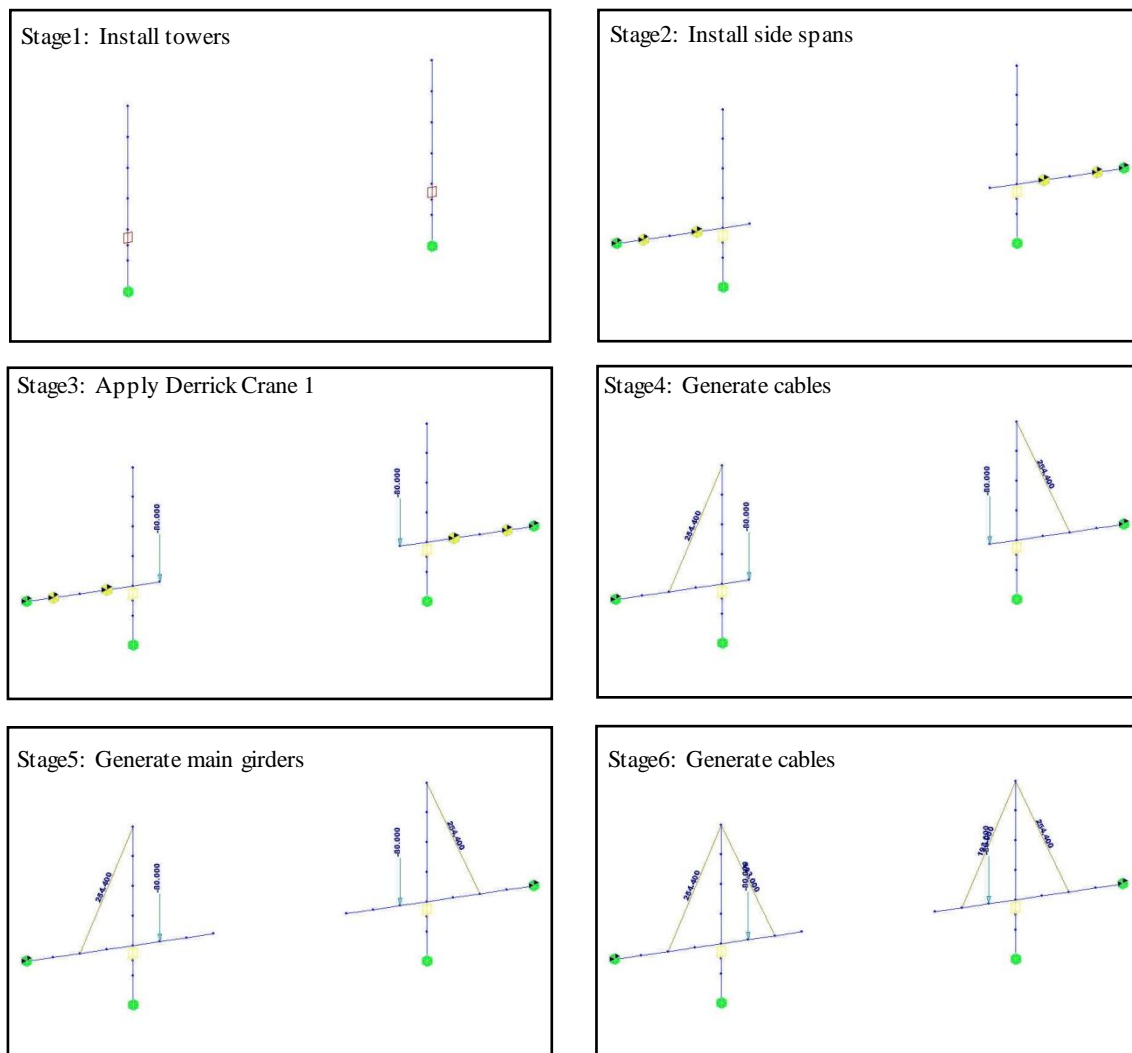 Stage1: Install towers
Stage2: Install side spans
Stage3: Apply Derrick Crane 1
-80.000
-80.000
Stage4: Generate cables
254.400
-80.000
-80.000
254.400
Stage5: Generate main girders
254.400
-80.000
254.400
Stage6: Generate cables
254.400
254.400